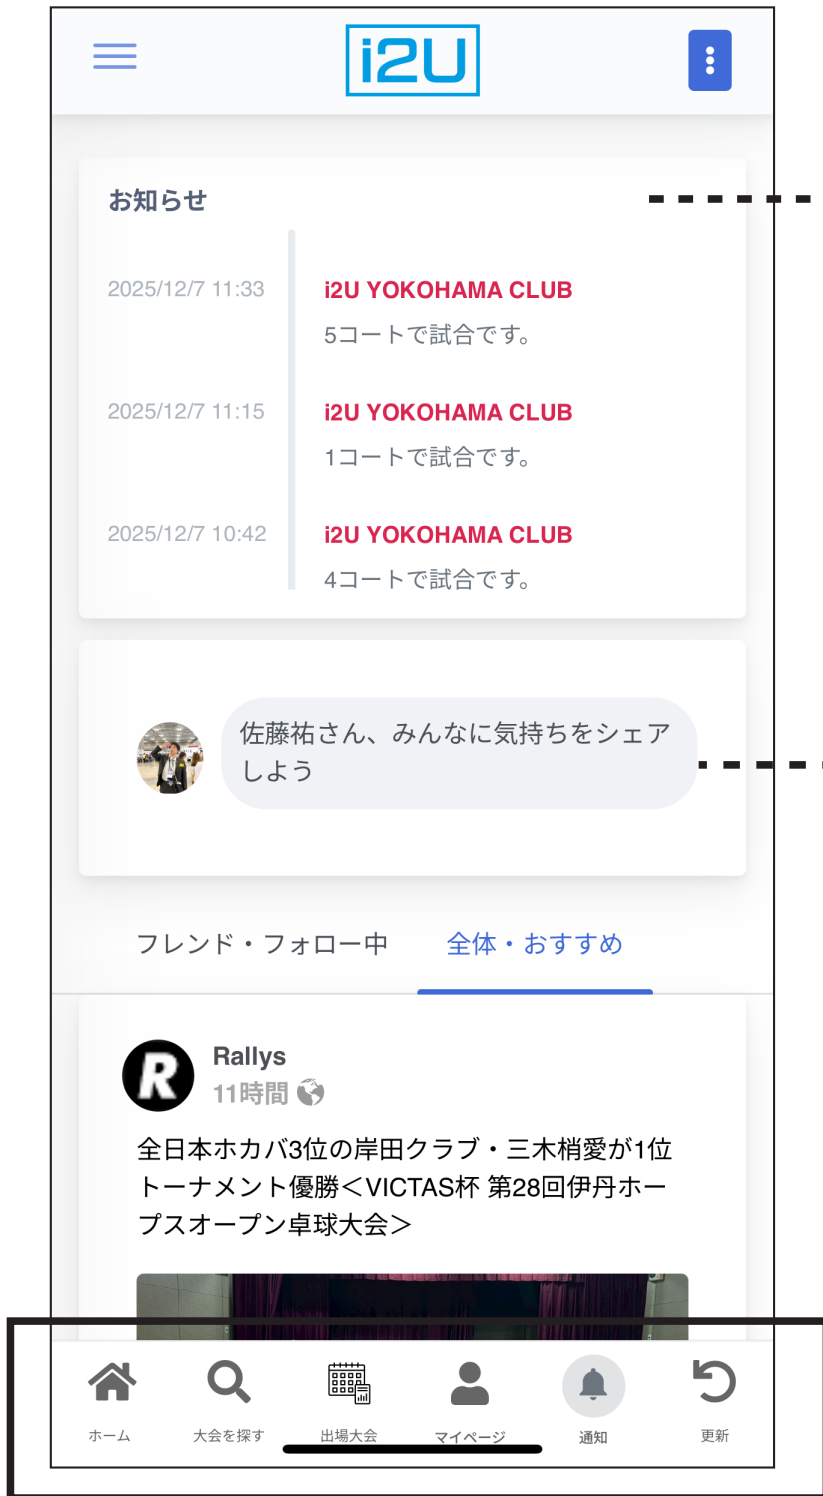 i2U
お知らせ
2025/12/7 11:33
i2U YOKOHAMA CLUB
5コートで試合です。
2025/12/7 11:15
i2U YOKOHAMA CLUB
1コートで試合です。
2025/12/7 10:42
i2U YOKOHAMA CLUB
4コートで試合です。
佐藤祐さん、みんなに気持ちをシェア
しよう
フレンド・フォロー中
全体・おすすめ
R
Rallys
11時間
全日本ホカバ3位の岸田クラブ・三木梢愛が1位
トーナメント優勝＜VICTAS杯 第28回伊丹ホー
プスオープン卓球大会＞
ホーム
大会を探す
出場大会
マイページ
通知
更新